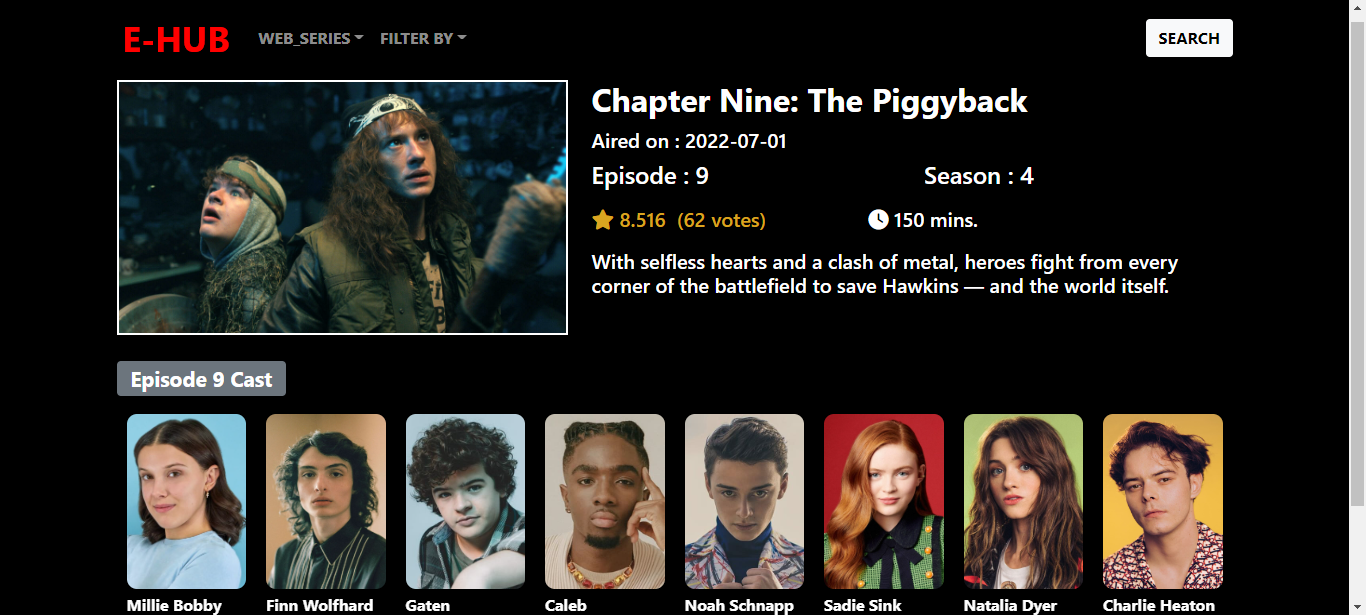 E-HUB
WEB_SERIES
FILTER BY
SEARCH
Chapter Nine: The Piggyback
Aired on : 2022-07-01
Episode : 9
Season : 4
8.516 (62 votes)
150 mins.
With selfless hearts and a clash of metal, heroes fight from every
corner of the battlefield to save Hawkins — and the world itself.
Episode 9 Cast
Millie Bobby
Finn Wolfhard
Gaten
Caleb
Noah Schnapp
Sadie Sink
Natalia Dyer
Charlie Heaton